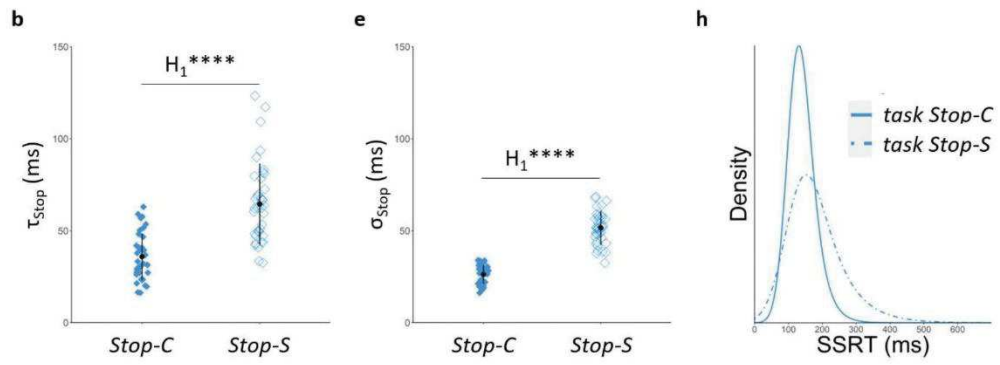 b
150
100
50
0
τStop (ms)
H1****
Stop-C Stop-S
e
150
100
50
0
σStop (ms)
H1****
Stop-C Stop-S
h
Density
task Stop-C
task Stop-S
0 100 200 300 400 500 600
SSRT (ms)